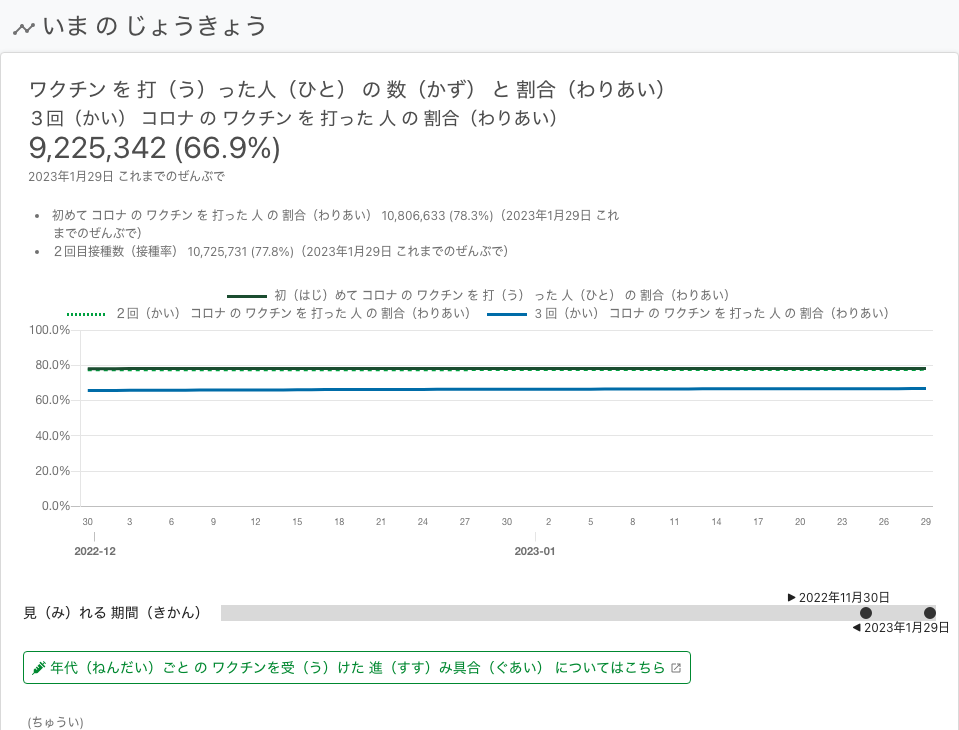 いま の じょうきょう
ワクチン を 打（う）った人（ひと） の 数（かず） と 割合（わりあい）
３回（かい） コロナ の ワクチン を 打った 人 の 割合（わりあい）
9,225,342 (66.9%)
2023年1月29日 これまでのぜんぶで
• 初めて コロナ の ワクチン を 打った 人 の 割合（わりあい） 10,806,633 (78.3%)（2023年1月29日 これ
までのぜんぶで）
• ２回目接種数（接種率） 10,725,731 (77.8%)（2023年1月29日 これまでのぜんぶで）
初（はじ）めて コロナ の ワクチン を 打（う） った 人（ひと） の 割合（わりあい）
２回（かい） コロナ の ワクチン を 打った 人 の 割合（わりあい） ３回（かい） コロナ の ワクチン を 打った 人 の 割合（わりあい）
100.0%
80.0%
60.0%
40.0%
20.0%
0.0%
30 3 6 9 12 15 18 21 24 27 30 2 5 8 11 14 17 20 23 26 29
2022-12 2023-01
▶ 2022年11月30日
見（み）れる 期間（きかん）
◀ 2023年1月29日
年代（ねんだい）ごと の ワクチンを受（う）けた 進（すす）み具合（ぐあい） についてはこちら
（ちゅうい）